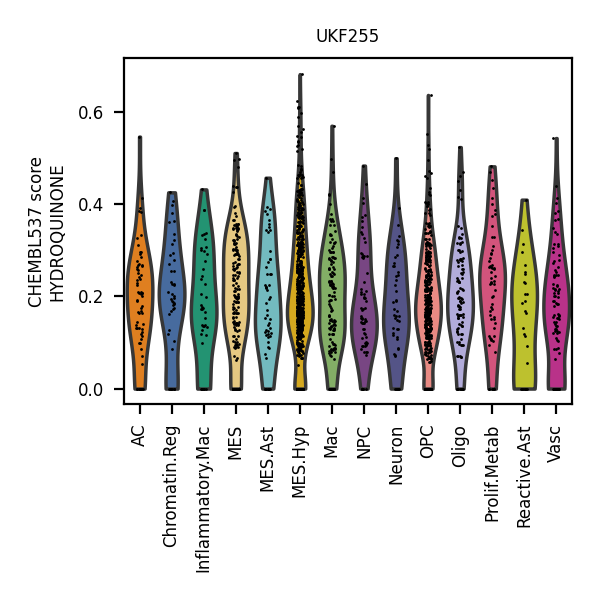 UKF255
CHEMBL537 score
HYDROQUINONE
0.6
0.4
0.2
0.0
AC
Chromatin.Reg
Inflammatory.Mac
MES
MES.Ast
MES.Hyp
Mac
NPC
Neuron
OPC
Oligo
Prolif.Metab
Reactive.Ast
Vasc